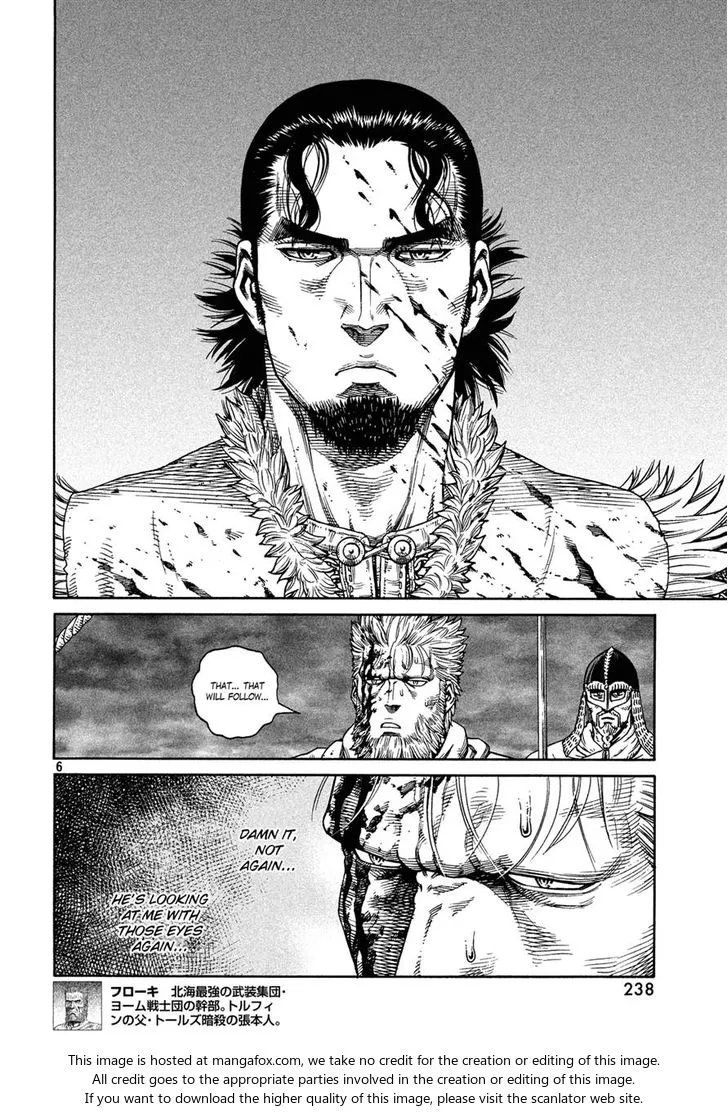 THAT... THAT
WILL FOLLOW...
6
DAMN IT,
NOT
AGAIN...
HE'S LOOKING
AT ME WITH
THOSE EYES
AGAIN...
フローキ 北海最強の武装集団・
ヨーム戦士団の幹部。トルフィ
ンの父・トールズ暗殺の張本人。
238
This image is hosted at mangafox.com, we take no credit for the creation or editing of this image.
All credit goes to the appropriate parties involved in the creation or editing of this image.
If you want to download the higher quality of this image, please visit the scanlator web site.